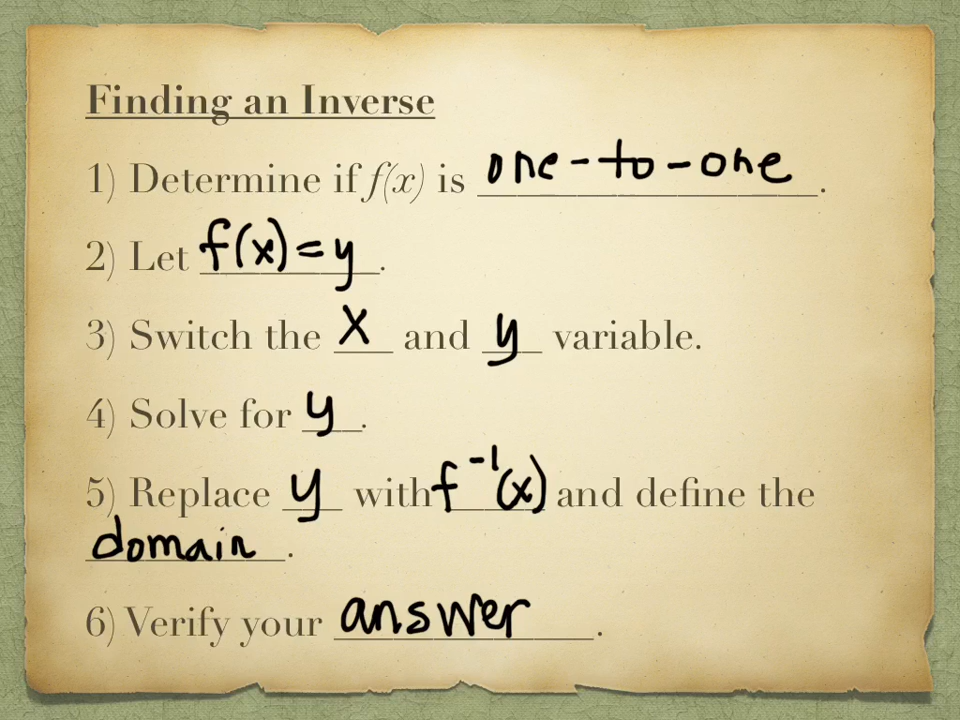 Finding an Inverse
1) Determine if f(x) is one-to-one.
2) Let f(x)=y.
3) Switch the x and y variable.
4) Solve for y.
5) Replace y with f⁻¹(x) and define the
domain.
6) Verify your answer.